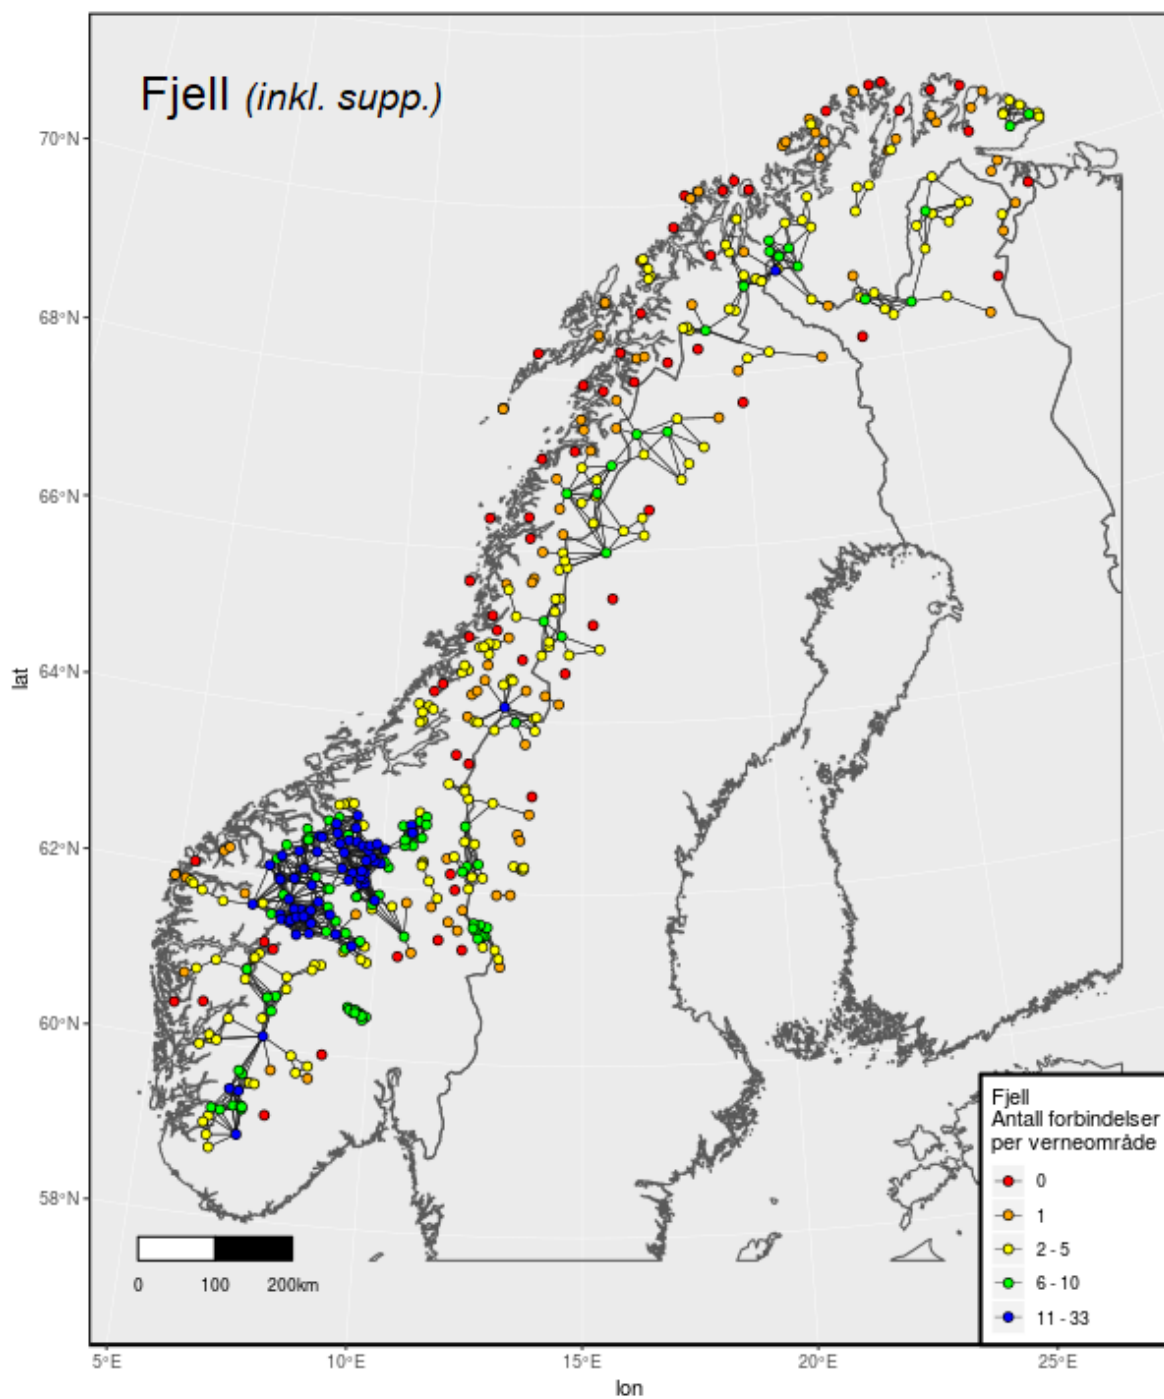 Fjell (inkl. supp.)
70°N
68°N
66°N
64°N
62°N
60°N
58°N
lat
0 100 200km
Fjell
Antall forbindelser
per verneområde
0
1
2 - 5
6 - 10
11 - 33
5°E 10°E 15°E 20°E 25°E
lon